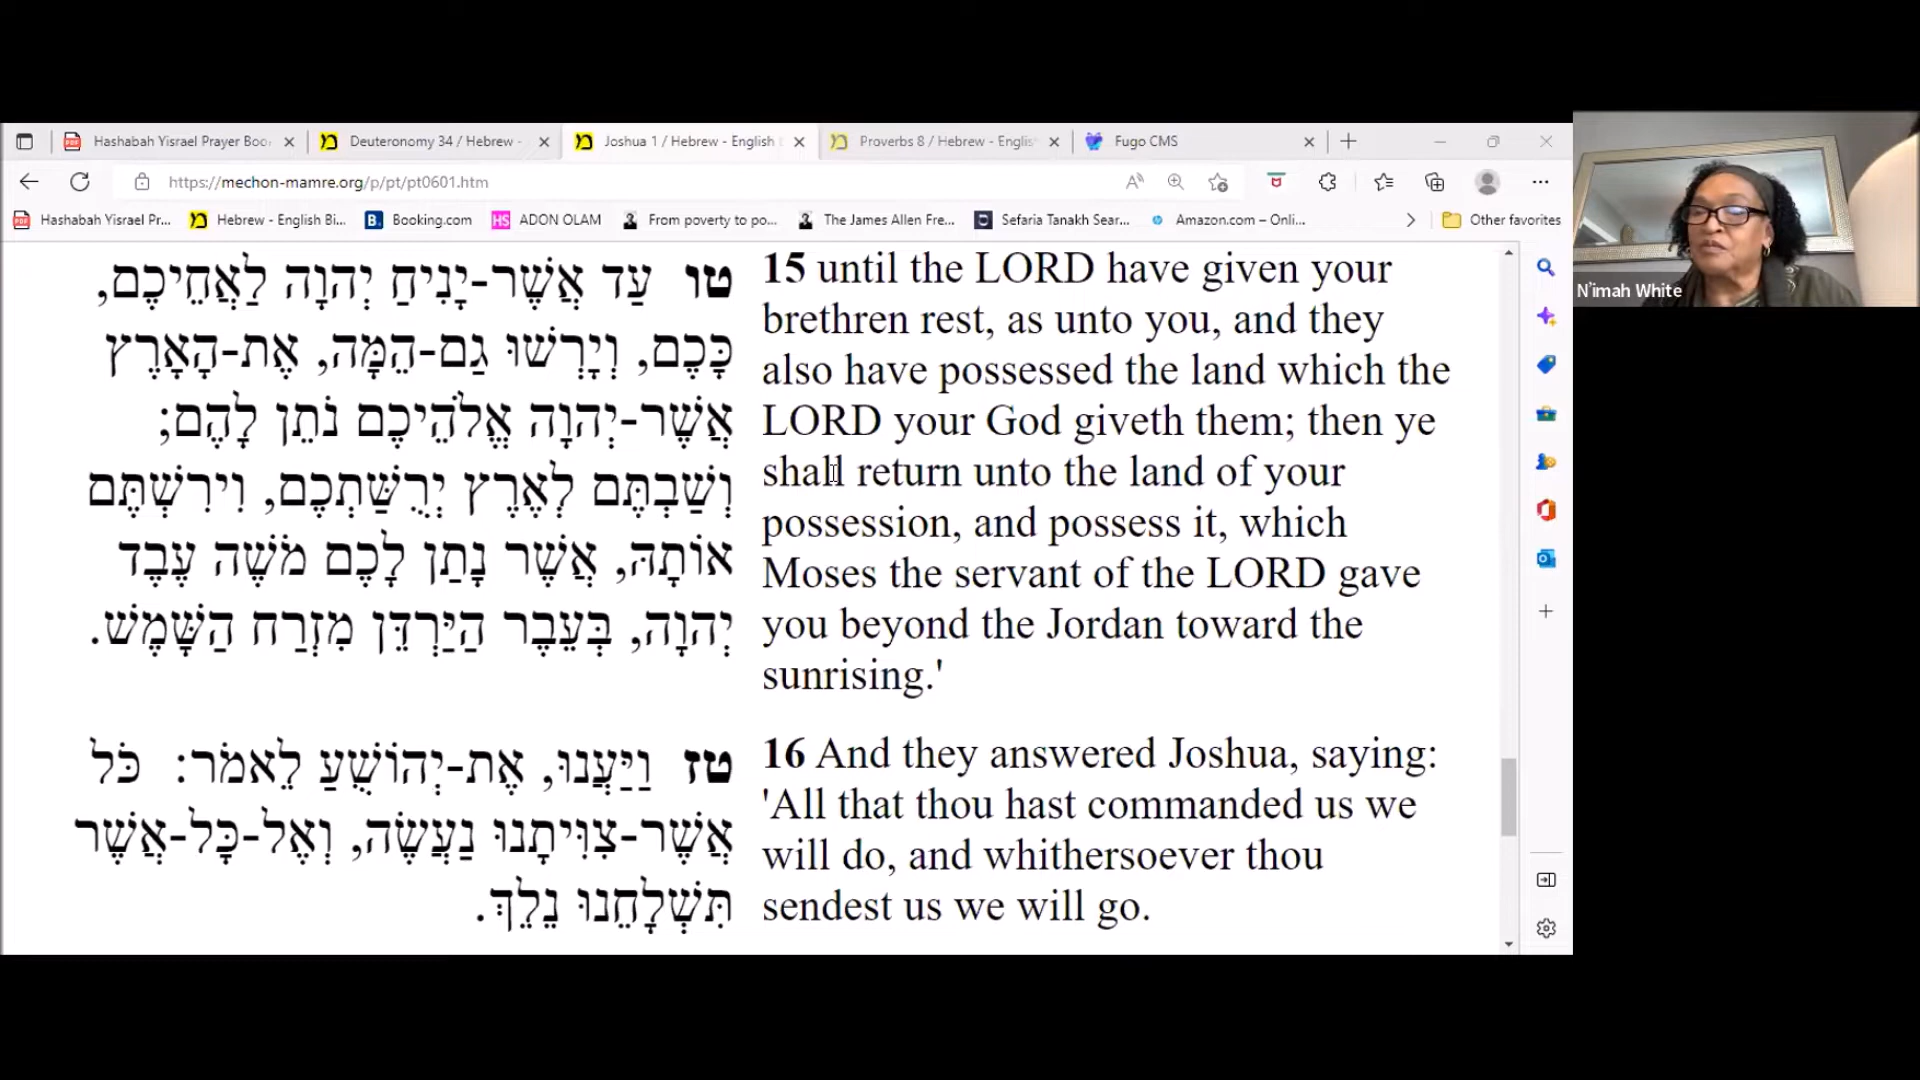 Hashabah Yisrael Prayer Boo
Deuteronomy 34 / Hebrew -
Joshua 1 / Hebrew - English
Proverbs 8 / Hebrew - Englis
Fugo CMS
https://mechon-mamre.org/p/pt/pt0601.htm
Hashabah Yisrael Pr...
Hebrew - English Bi...
Booking.com
ADON OLAM
From poverty to po...
The James Allen Fre...
Sefaria Tanakh Sear...
Amazon.com – Onli...
Other favorites
טו עַד אֲשֶׁר-יָנִיחַ יְהוָה לַאֲחֵיכֶם,
כָּכֶם, וְיָרְשׁוּ גַם-הֵמָּה, אֶת-הָאָרֶץ
אֲשֶׁר-יְהוָה אֱלֹהֵיכֶם נֹתֵן לָהֶם;
וְשַׁבְתֶּם לְאֶרֶץ יְרֻשַּׁתְכֶם, וִירִשְׁתֶּם
אוֹתָהּ, אֲשֶׁר נָתַן לָכֶם מֹשֶׁה עֶבֶד
יְהוָה, בְּעֵבֶר הַיַּרְדֵּן מִזְרַח הַשָּׁמֶשׁ.
15 until the LORD have given your
brethren rest, as unto you, and they
also have possessed the land which the
LORD your God giveth them; then ye
shall return unto the land of your
possession, and possess it, which
Moses the servant of the LORD gave
you beyond the Jordan toward the
sunrising.'
טז וַיַּעֲנוּ, אֶת-יְהוֹשֻׁעַ לֵאמֹר: כֹּל
אֲשֶׁר-צִוִּיתָנוּ נַעֲשֶׂה, וְאֶל-כָּל-אֲשֶׁר
תִּשְׁלָחֵנוּ נֵלֵךְ.
16 And they answered Joshua, saying:
'All that thou hast commanded us we
will do, and whithersoever thou
sendest us we will go.
N'imah White